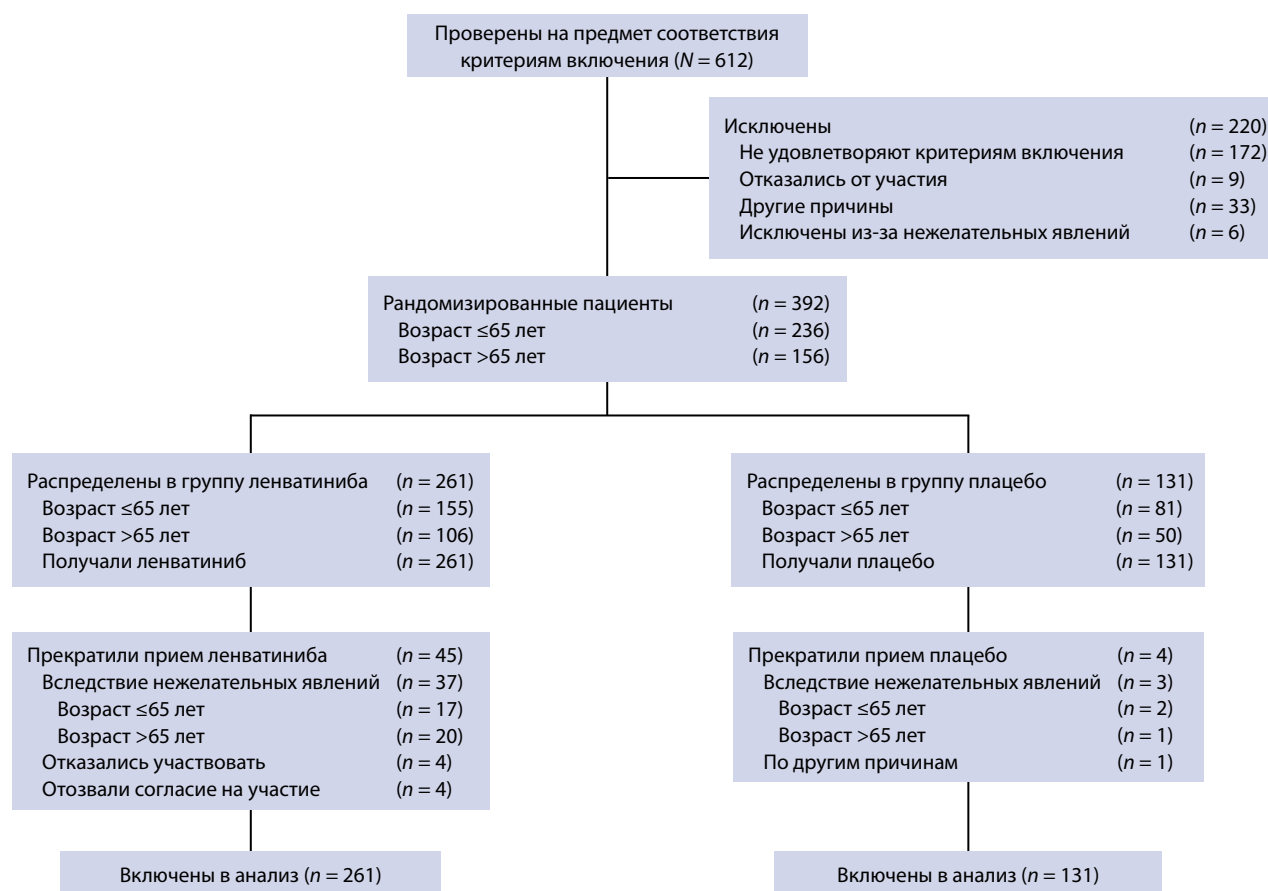 Проверены на предмет соответствия
критериям включения (N = 612)
Исключены (n = 220)
Не удовлетворяют критериям включения (n = 172)
Отказались от участия (n = 9)
Другие причины (n = 33)
Исключены из-за нежелательных явлений (n = 6)
Рандомизированные пациенты (n = 392)
Возраст ≤65 лет (n = 236)
Возраст >65 лет (n = 156)
Распределены в группу ленватиниба (n = 261)
Возраст ≤65 лет (n = 155)
Возраст >65 лет (n = 106)
Получали ленватиниб (n = 261)
Распределены в группу плацебо (n = 131)
Возраст ≤65 лет (n = 81)
Возраст >65 лет (n = 50)
Получали плацебо (n = 131)
Прекратили прием ленватиниба (n = 45)
Вследствие нежелательных явлений (n = 37)
Возраст ≤65 лет (n = 17)
Возраст >65 лет (n = 20)
Отказались участвовать (n = 4)
Отозвали согласие на участие (n = 4)
Прекратили прием плацебо (n = 4)
Вследствие нежелательных явлений (n = 3)
Возраст ≤65 лет (n = 2)
Возраст >65 лет (n = 1)
По другим причинам (n = 1)
Включены в анализ (n = 261)
Включены в анализ (n = 131)